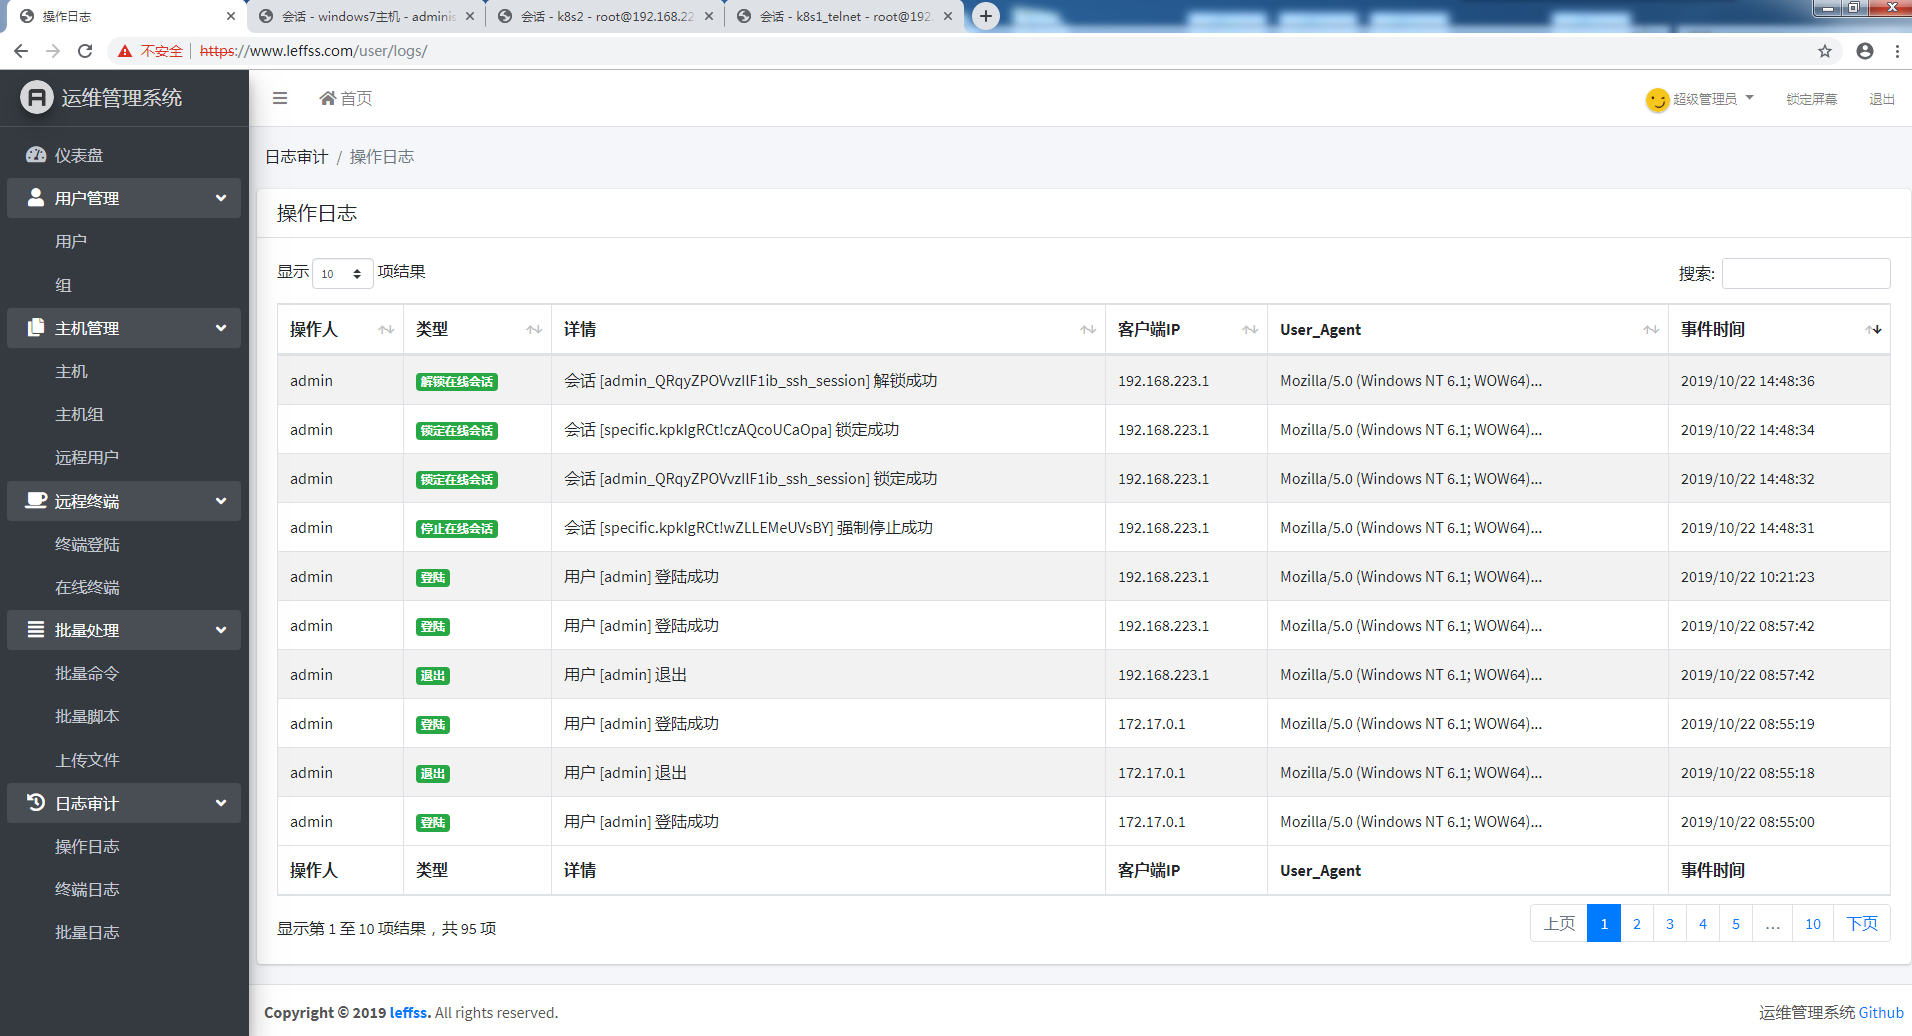 操作日志
会话 - windows7主机 - adminis
会话 - k8s2 - root@192.168.22
会话 - k8s1_telnet - root@192.
不安全 https://www.leffss.com/user/logs/
运维管理系统
首页
超级管理员
锁定屏幕
退出
仪表盘
用户管理
用户
组
主机管理
主机
主机组
远程用户
远程终端
终端登陆
在线终端
批量处理
批量命令
批量脚本
上传文件
日志审计
操作日志
终端日志
批量日志
日志审计 / 操作日志
操作日志
显示 10 项结果
搜索:
操作人 类型 详情 客户端IP User_Agent 事件时间
admin 解锁在线会话 会话 [admin_QRqyZPOVvzIIF1ib_ssh_session] 解锁成功 192.168.223.1 Mozilla/5.0 (Windows NT 6.1; WOW64)... 2019/10/22 14:48:36
admin 锁定在线会话 会话 [specific.kpkIgRCt!czAQcoUCaOpa] 锁定成功 192.168.223.1 Mozilla/5.0 (Windows NT 6.1; WOW64)... 2019/10/22 14:48:34
admin 锁定在线会话 会话 [admin_QRqyZPOVvzIIF1ib_ssh_session] 锁定成功 192.168.223.1 Mozilla/5.0 (Windows NT 6.1; WOW64)... 2019/10/22 14:48:32
admin 停止在线会话 会话 [specific.kpkIgRCt!wZLLEMeUVsBY] 强制停止成功 192.168.223.1 Mozilla/5.0 (Windows NT 6.1; WOW64)... 2019/10/22 14:48:31
admin 登陆 用户 [admin] 登陆成功 192.168.223.1 Mozilla/5.0 (Windows NT 6.1; WOW64)... 2019/10/22 10:21:23
admin 登陆 用户 [admin] 登陆成功 192.168.223.1 Mozilla/5.0 (Windows NT 6.1; WOW64)... 2019/10/22 08:57:42
admin 退出 用户 [admin] 退出 192.168.223.1 Mozilla/5.0 (Windows NT 6.1; WOW64)... 2019/10/22 08:57:42
admin 登陆 用户 [admin] 登陆成功 172.17.0.1 Mozilla/5.0 (Windows NT 6.1; WOW64)... 2019/10/22 08:55:19
admin 退出 用户 [admin] 退出 172.17.0.1 Mozilla/5.0 (Windows NT 6.1; WOW64)... 2019/10/22 08:55:18
admin 登陆 用户 [admin] 登陆成功 172.17.0.1 Mozilla/5.0 (Windows NT 6.1; WOW64)... 2019/10/22 08:55:00
操作人 类型 详情 客户端IP User_Agent 事件时间
显示第 1 至 10 项结果，共 95 项
上页 1 2 3 4 5 … 10 下页
Copyright © 2019 leffss. All rights reserved.
运维管理系统 Github